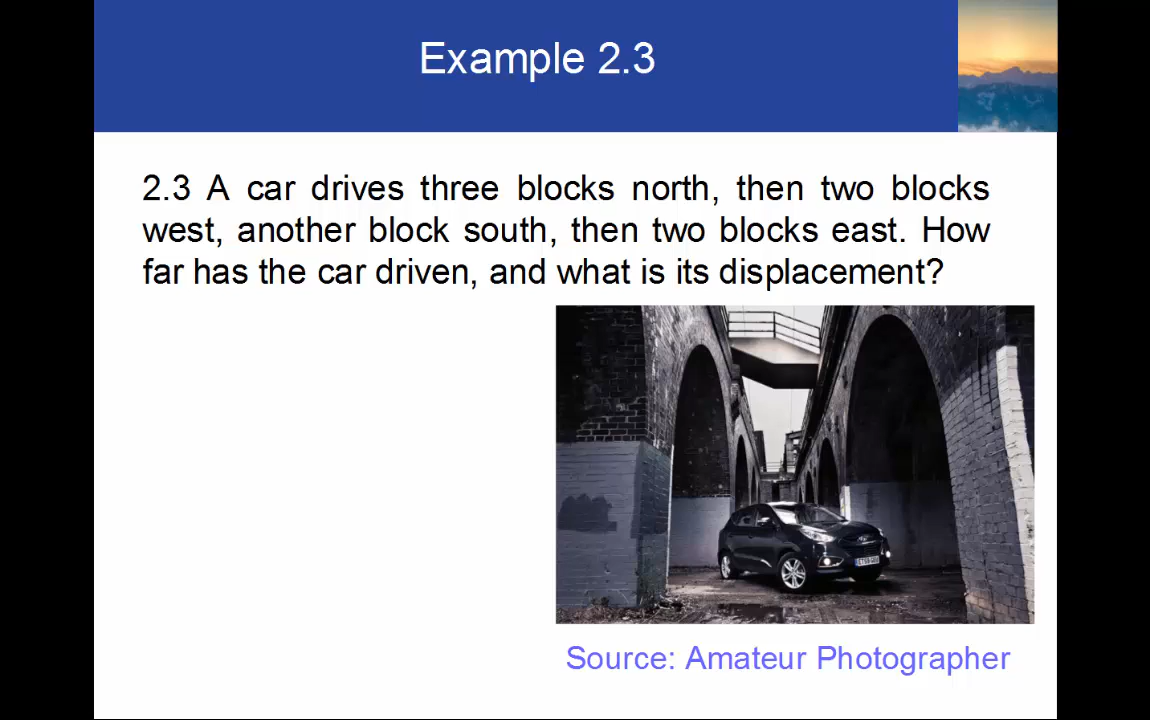 Example 2.3
2.3 A car drives three blocks north, then two blocks
west, another block south, then two blocks east. How
far has the car driven, and what is its displacement?
Source: Amateur Photographer